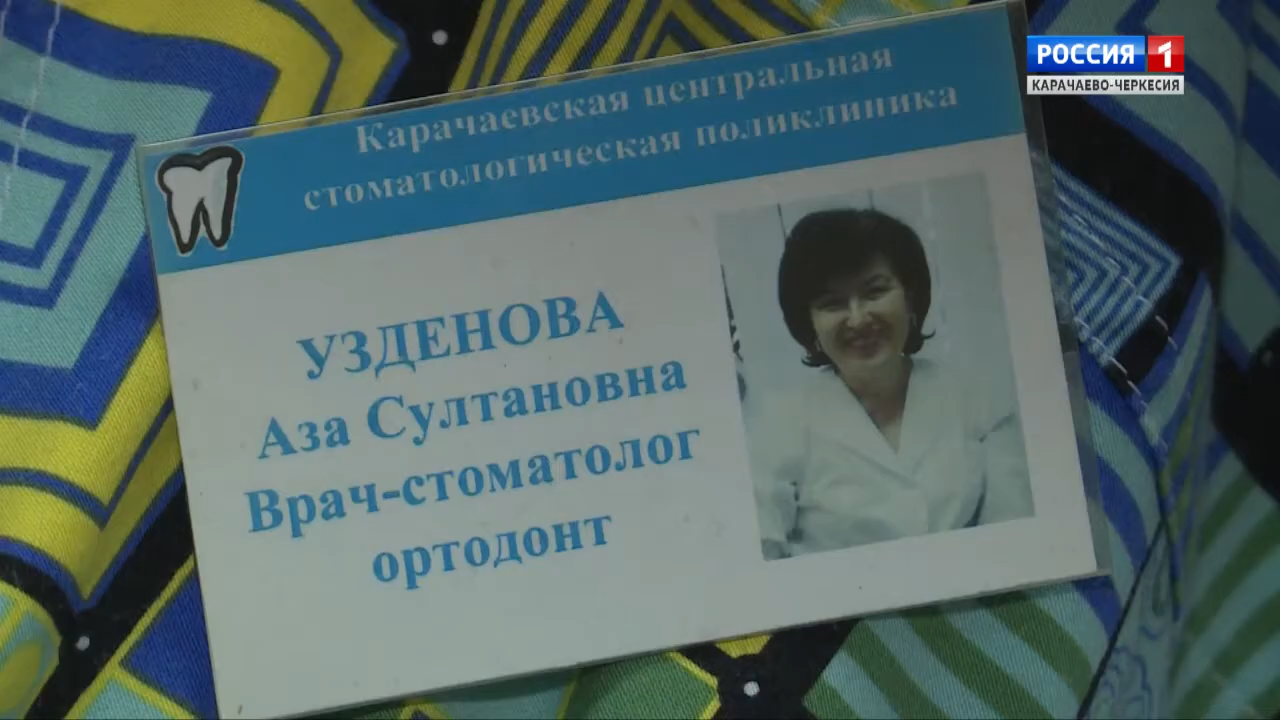 РОССИЯ 1
КАРАЧАЕВО-ЧЕРКЕСИЯ
Карачаевская центральная
стоматологическая поликлиника
УЗДЕНОВА
Аза Султановна
Врач-стоматолог
ортодонт